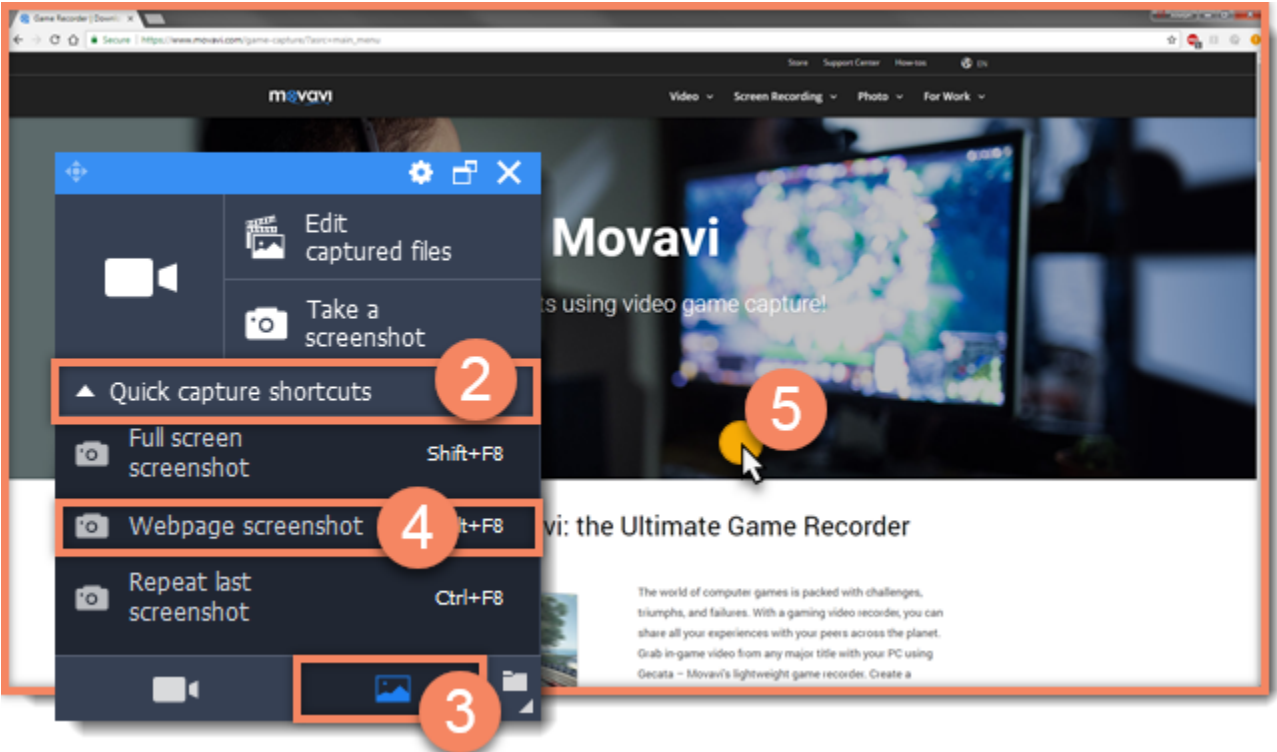 Game Recorder | Downl
Secure | https://www.movavi.com/game-capture/?asrc=main_menu
Store Support Center How-tos EN
movavi
Video Screen Recording Photo For Work
Edit
captured files
Movavi
Take a
screenshot
s using video game capture!
2
Quick capture shortcuts
5
Full screen
screenshot
Shift+F8
4
Webpage screenshot
lt+F8
vi: the Ultimate Game Recorder
Repeat last
screenshot
Ctrl+F8
The world of computer games is packed with challenges,
triumphs, and failures. With a gaming video recorder, you can
share all your experiences with your peers across the planet.
Grab in-game video from any major title with your PC using
Gecata – Movavi's lightweight game recorder. Create a
3